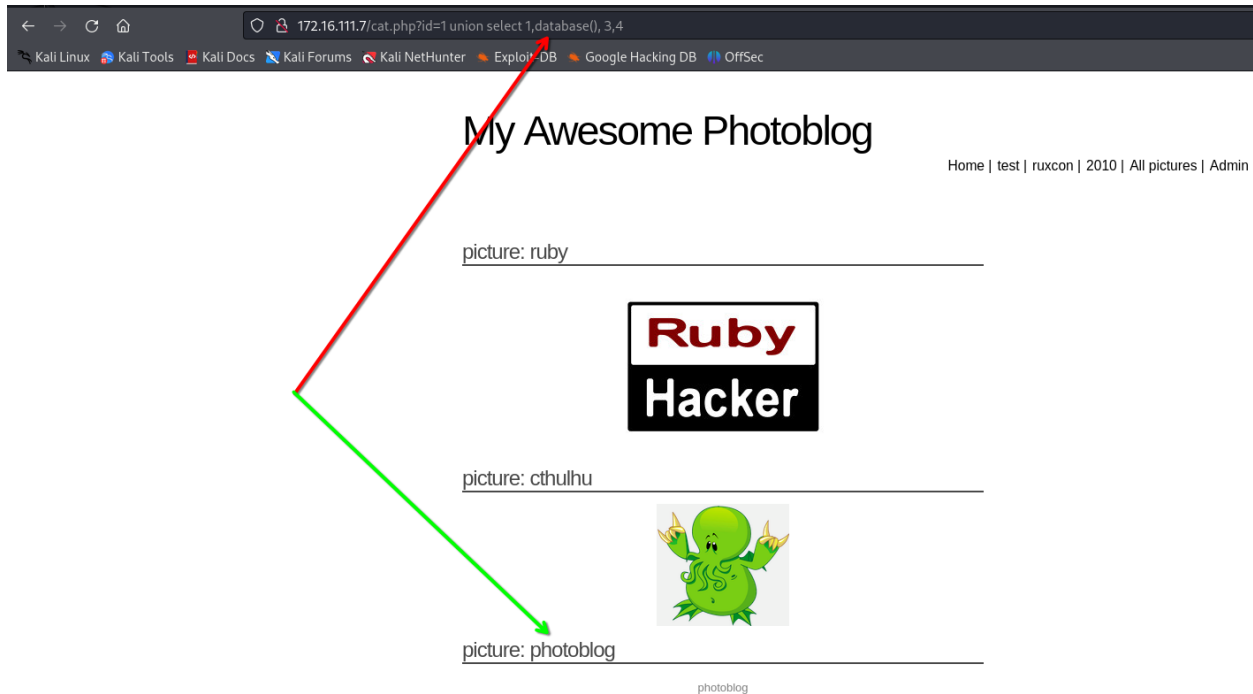 172.16.111.7/cat.php?id=1 union select 1,database(), 3,4
Kali Linux Kali Tools Kali Docs Kali Forums Kali NetHunter Exploit-DB Google Hacking DB OffSec
My Awesome Photoblog
Home | test | ruxcon | 2010 | All pictures | Admin
picture: ruby
Ruby
Hacker
picture: cthulhu
picture: photoblog
photoblog